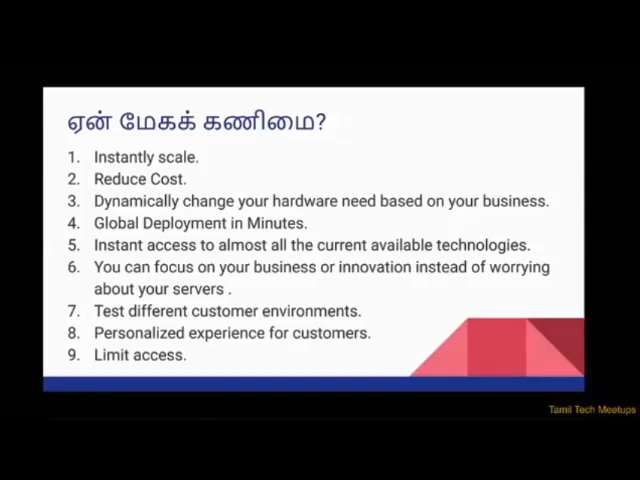 ஏன் மேகக் கணிமை?
1. Instantly scale.
2. Reduce Cost.
3. Dynamically change your hardware need based on your business.
4. Global Deployment in Minutes.
5. Instant access to almost all the current available technologies.
6. You can focus on your business or innovation instead of worrying
about your servers .
7. Test different customer environments.
8. Personalized experience for customers.
9. Limit access.
Tamil Tech Meetups